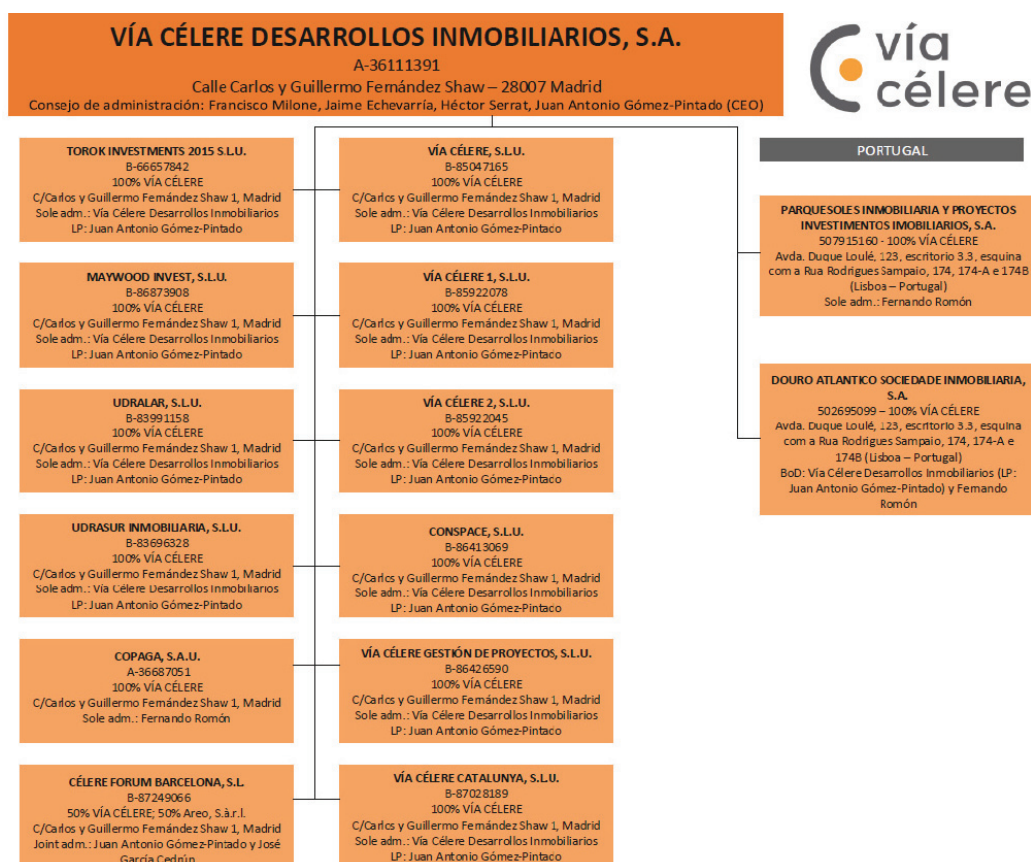 VÍA CÉLERE DESARROLLOS INMOBILIARIOS, S.A.
A-36111391
Calle Carlos y Guillermo Fernández Shaw – 28007 Madrid
Consejo de administración: Francisco Milone, Jaime Echevarría, Héctor Serrat, Juan Antonio Gómez-Pintado (CEO)
vía
célere
TOROK INVESTMENTS 2015 S.L.U.
B-66657842
100% VÍA CÉLERE
C/Carlos y Guillermo Fernández Shaw 1, Madrid
Sole adm.: Vía Célere Desarrollos Inmobiliarios
LP: Juan Antonio Gómez-Pintado
VÍA CÉLERE, S.L.U.
B-85047165
100% VÍA CÉLERE
C/Carlos y Guillermo Fernández Shaw 1, Madrid
Sole adm.: Vía Célere Desarrollos Inmobiliarios
LP: Juan Antonio Gómez-Pintado
MAYWOOD INVEST, S.L.U.
B-86873908
100% VÍA CÉLERE
C/Carlos y Guillermo Fernández Shaw 1, Madrid
Sole adm.: Vía Célere Desarrollos Inmobiliarios
LP: Juan Antonio Gómez-Pintado
VÍA CÉLERE 1, S.L.U.
B-85922078
100% VÍA CÉLERE
C/Carlos y Guillermo Fernández Shaw 1, Madrid
Sole adm.: Vía Célere Desarrollos Inmobiliarios
LP: Juan Antonio Gómez-Pintado
UDRALAR, S.L.U.
B-83991158
100% VÍA CÉLERE
C/Carlos y Guillermo Fernández Shaw 1, Madrid
Sole adm.: Vía Célere Desarrollos Inmobiliarios
LP: Juan Antonio Gómez-Pintado
VÍA CÉLERE 2, S.L.U.
B-85922045
100% VÍA CÉLERE
C/Carlos y Guillermo Fernández Shaw 1, Madrid
Sole adm.: Vía Célere Desarrollos Inmobiliarios
LP: Juan Antonio Gómez-Pintado
UDRASUR INMOBILIARIA, S.L.U.
B-83696328
100% VÍA CÉLERE
C/Carlos y Guillermo Fernández Shaw 1, Madrid
Sole adm.: Vía Célere Desarrollos Inmobiliarios
LP: Juan Antonio Gómez-Pintado
CONSPACE, S.L.U.
B-86413069
100% VÍA CÉLERE
C/Carlos y Guillermo Fernández Shaw 1, Madrid
Sole adm.: Vía Célere Desarrollos Inmobiliarios
LP: Juan Antonio Gómez-Pintado
COPAGA, S.A.U.
A-36687051
100% VÍA CÉLERE
C/Carlos y Guillermo Fernández Shaw 1, Madrid
Sole adm.: Fernando Román
VÍA CÉLERE GESTIÓN DE PROYECTOS, S.L.U.
B-86426590
100% VÍA CÉLERE
C/Carlos y Guillermo Fernández Shaw 1, Madrid
Sole adm.: Vía Célere Desarrollos Inmobiliarios
LP: Juan Antonio Gómez-Pintado
CÉLERE FORUM BARCELONA, S.L.
B-87249066
50% VÍA CÉLERE; 50% Areo, S.à.r.l.
C/Carlos y Guillermo Fernández Shaw 1, Madrid
Joint adm.: Juan Antonio Gómez-Pintado y José
García Cedrún
VÍA CÉLERE CATALUNYA, S.L.U.
B-87028189
100% VÍA CÉLERE
C/Carlos y Guillermo Fernández Shaw 1, Madrid
Sole adm.: Vía Célere Desarrollos Inmobiliarios
LP: Juan Antonio Gómez-Pintado
PORTUGAL
PARQUESOLES INMOBILIARIA Y PROYECTOS
INVESTIMENTOS IMOBILIARIOS, S.A.
507915160 - 100% VÍA CÉLERE
Avda. Duque Loulé, 123, escritorio 3.3, esquina
com a Rua Rodrigues Sampaio, 174, 174-A e 174B
(Lisboa – Portugal)
Sole adm.: Fernando Román
DOURO ATLANTICO SOCIEDADE INMOBILIARIA,
S.A.
502695099 – 100% VÍA CÉLERE
Avda. Duque Loulé, 123, escritorio 3.3, esquina
com a Rua Rodrigues Sampaio, 174, 174-A e
174B (Lisboa – Portugal)
BoD: Vía Célere Desarrollos Inmobiliarios (LP:
Juan Antonio Gómez-Pintado) y Fernando
Román